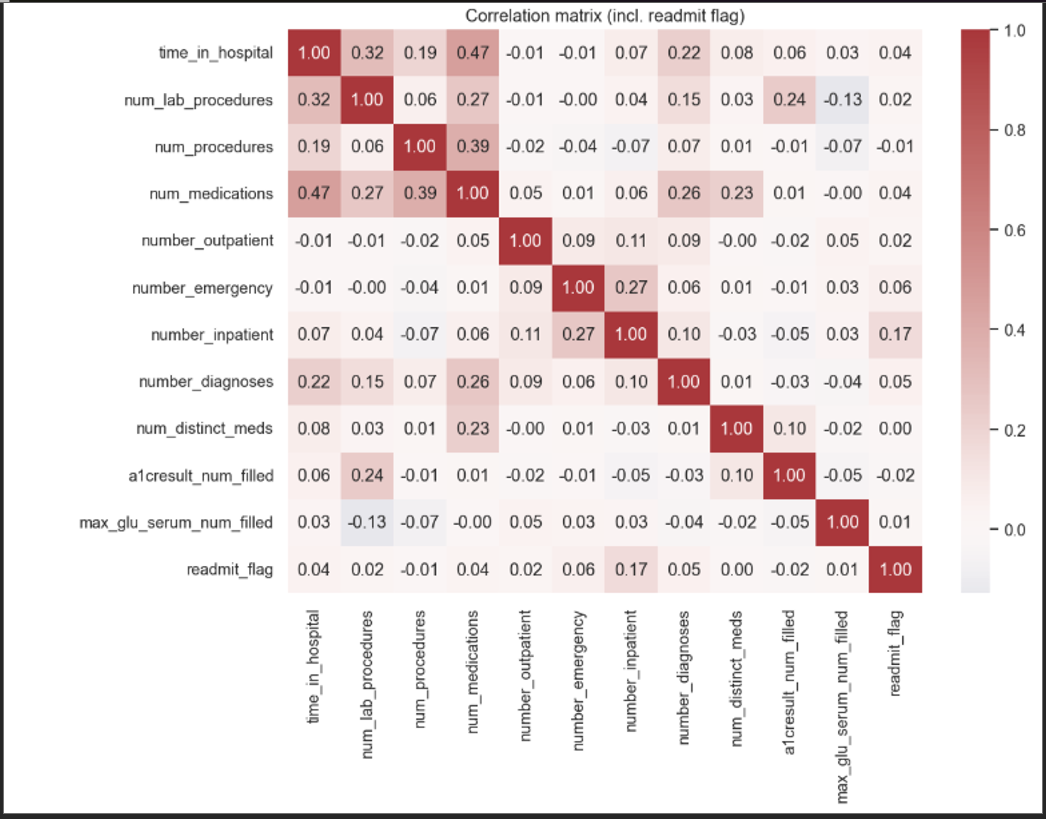 Correlation matrix (incl. readmit flag)
time_in_hospital 1.00 0.32 0.19 0.47 -0.01 -0.01 0.07 0.22 0.08 0.06 0.03 0.04
num_lab_procedures 0.32 1.00 0.06 0.27 -0.01 -0.00 0.04 0.15 0.03 0.24 -0.13 0.02
num_procedures 0.19 0.06 1.00 0.39 -0.02 -0.04 -0.07 0.07 0.01 -0.01 -0.07 -0.01
num_medications 0.47 0.27 0.39 1.00 0.05 0.01 0.06 0.26 0.23 0.01 -0.00 0.04
number_outpatient -0.01 -0.01 -0.02 0.05 1.00 0.09 0.11 0.09 -0.00 -0.02 0.05 0.02
number_emergency -0.01 -0.00 -0.04 0.01 0.09 1.00 0.27 0.06 0.01 -0.01 0.03 0.06
number_inpatient 0.07 0.04 -0.07 0.06 0.11 0.27 1.00 0.10 -0.03 -0.05 0.03 0.17
number_diagnoses 0.22 0.15 0.07 0.26 0.09 0.06 0.10 1.00 0.01 -0.03 -0.04 0.05
num_distinct_meds 0.08 0.03 0.01 0.23 -0.00 0.01 -0.03 0.01 1.00 0.10 -0.02 0.00
a1cresult_num_filled 0.06 0.24 -0.01 0.01 -0.02 -0.01 -0.05 -0.03 0.10 1.00 -0.05 -0.02
max_glu_serum_num_filled 0.03 -0.13 -0.07 -0.00 0.05 0.03 0.03 -0.04 -0.02 -0.05 1.00 0.01
readmit_flag 0.04 0.02 -0.01 0.04 0.02 0.06 0.17 0.05 0.00 -0.02 0.01 1.00
time_in_hospital
num_lab_procedures
num_procedures
num_medications
number_outpatient
number_emergency
number_inpatient
number_diagnoses
num_distinct_meds
a1cresult_num_filled
max_glu_serum_num_filled
readmit_flag
1.0
0.8
0.6
0.4
0.2
0.0